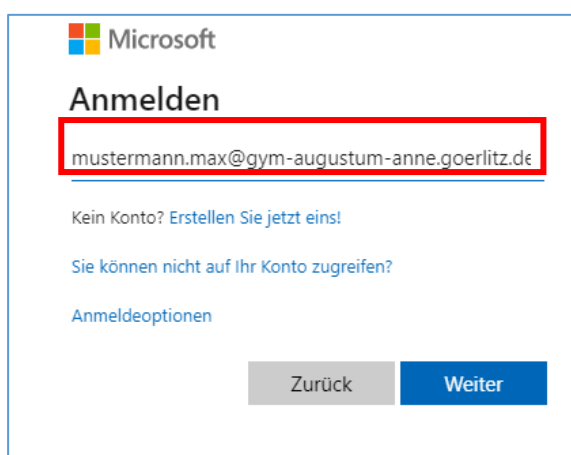 Microsoft
Anmelden
mustermann.max@gym-augustum-anne.goerlitz.de
Kein Konto? Erstellen Sie jetzt eins!
Sie können nicht auf Ihr Konto zugreifen?
Anmeldeoptionen
Zurück Weiter